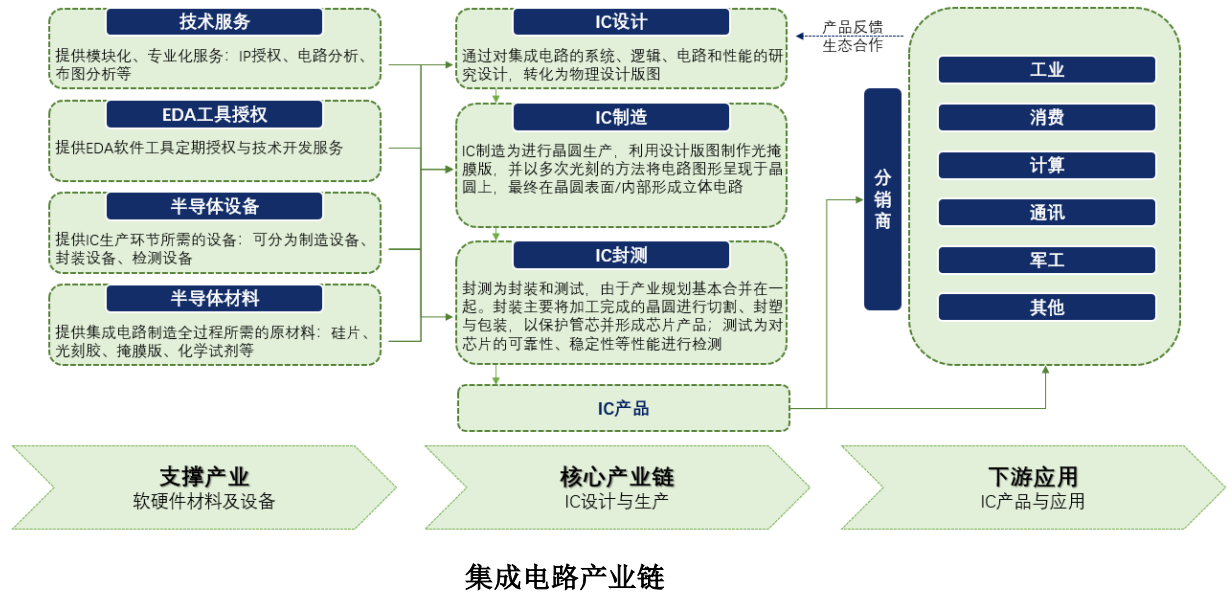 技术服务
提供模块化、专业化服务：IP授权、电路分析、
布图分析等
EDA工具授权
提供EDA软件工具定期授权与技术开发服务
半导体设备
提供IC生产环节所需的设备：可分为制造设备、
封装设备、检测设备
半导体材料
提供集成电路制造全过程所需的原材料：硅片、
光刻胶、掩膜版、化学试剂等
IC设计
通过对集成电路的系统、逻辑、电路和性能的研
究设计，转化为物理设计版图
IC制造
IC制造为进行晶圆生产，利用设计版图制作光掩
膜版，并以多次光刻的方法将电路图形呈现于晶
圆上，最终在晶圆表面/内部形成立体电路
IC封测
封测为封装和测试，由于产业规划基本合并在一
起。封装主要将加工完成的晶圆进行切割、封塑
与包装，以保护管芯并形成芯片产品；测试为对
芯片的可靠性、稳定性等性能进行检测
IC产品
产品反馈
生态合作
分销商
工业
消费
计算
通讯
军工
其他
支撑产业
软硬件材料及设备
核心产业链
IC设计与生产
下游应用
IC产品与应用
集成电路产业链